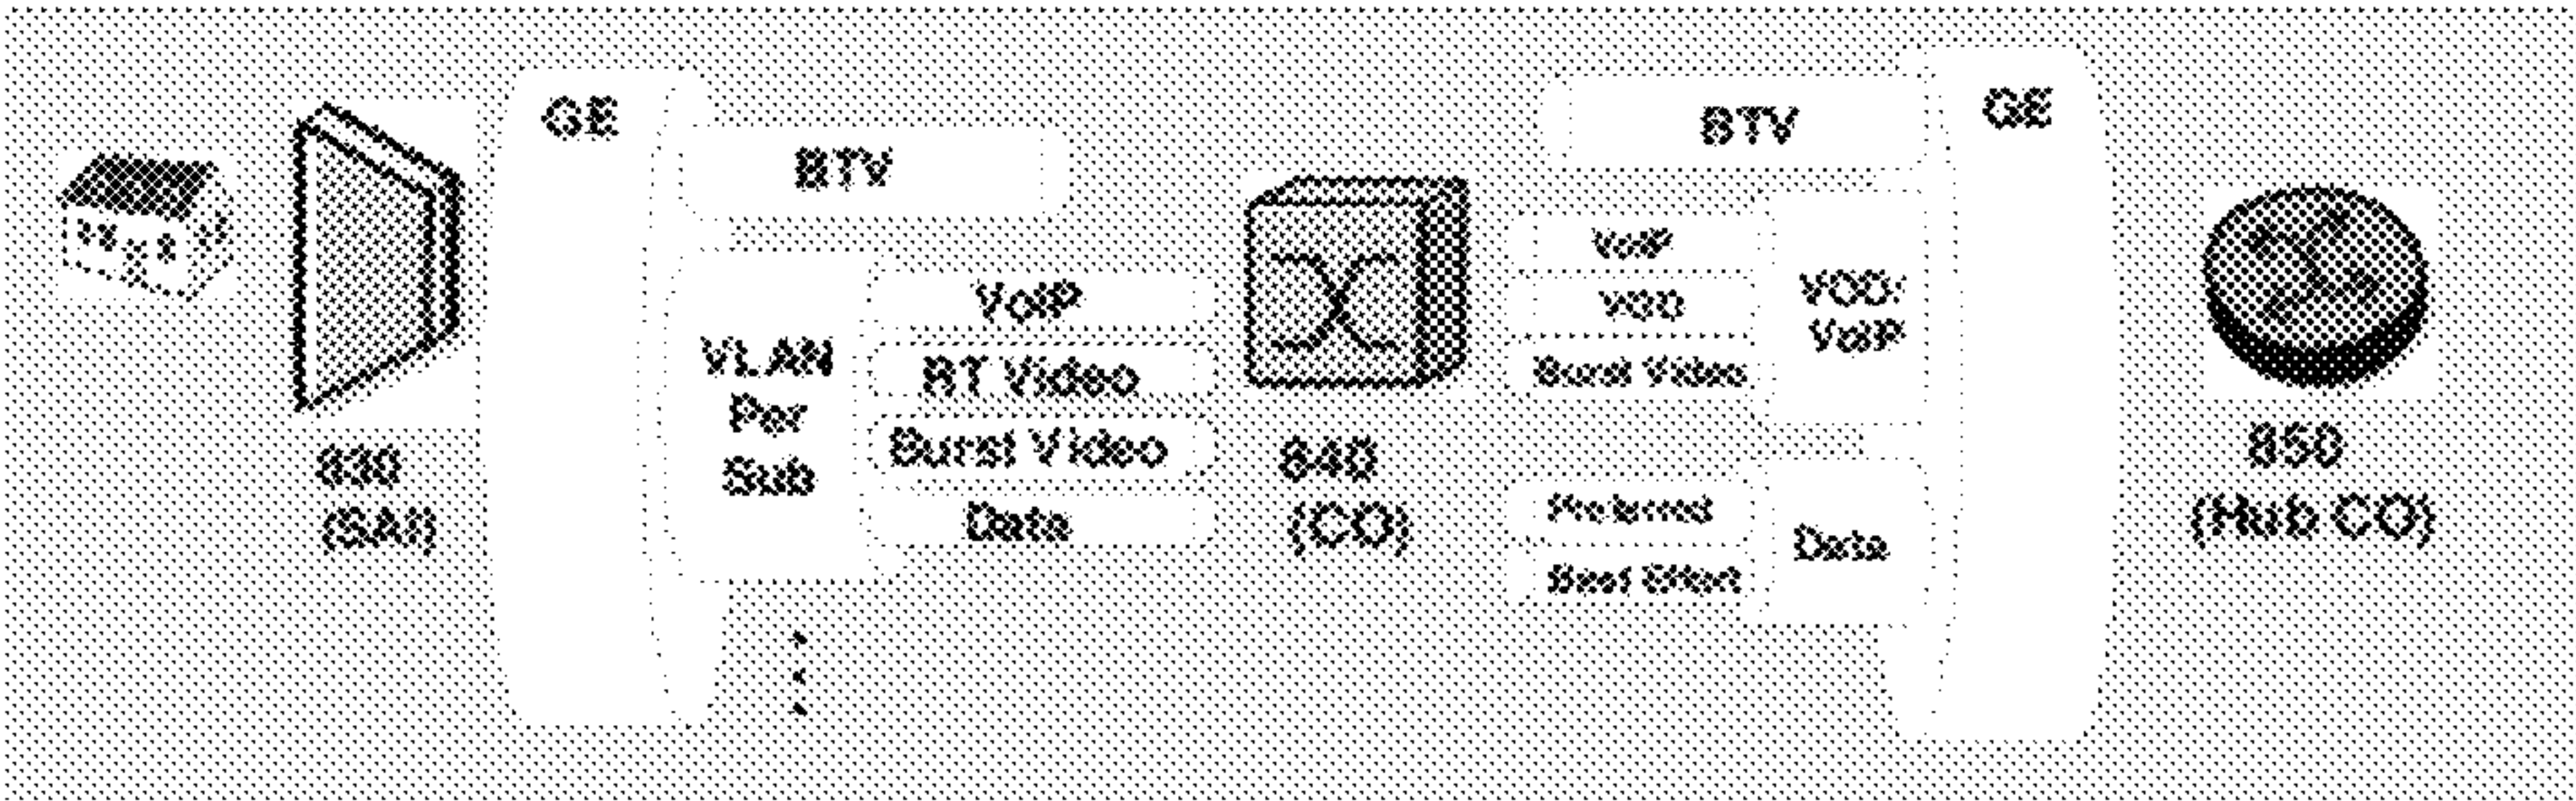 GE
BTV
VLAN
Per
Sub
VoIP
RT Video
Burst Video
Data
830
(SAI)
840
(CO)
BTV
GE
VoIP
VOD
Burst Video
VOD/
VoIP
Preferred
Best Effort
Data
850
(Hub CO)